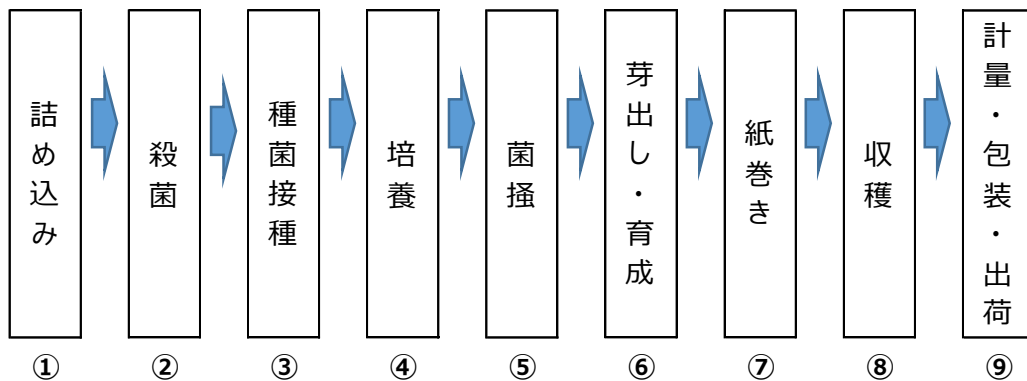 詰め込み
殺菌
種菌接種
培養
菌掻
芽出し・育成
紙巻き
収穫
計量・包装・出荷
①
②
③
④
⑤
⑥
⑦
⑧
⑨